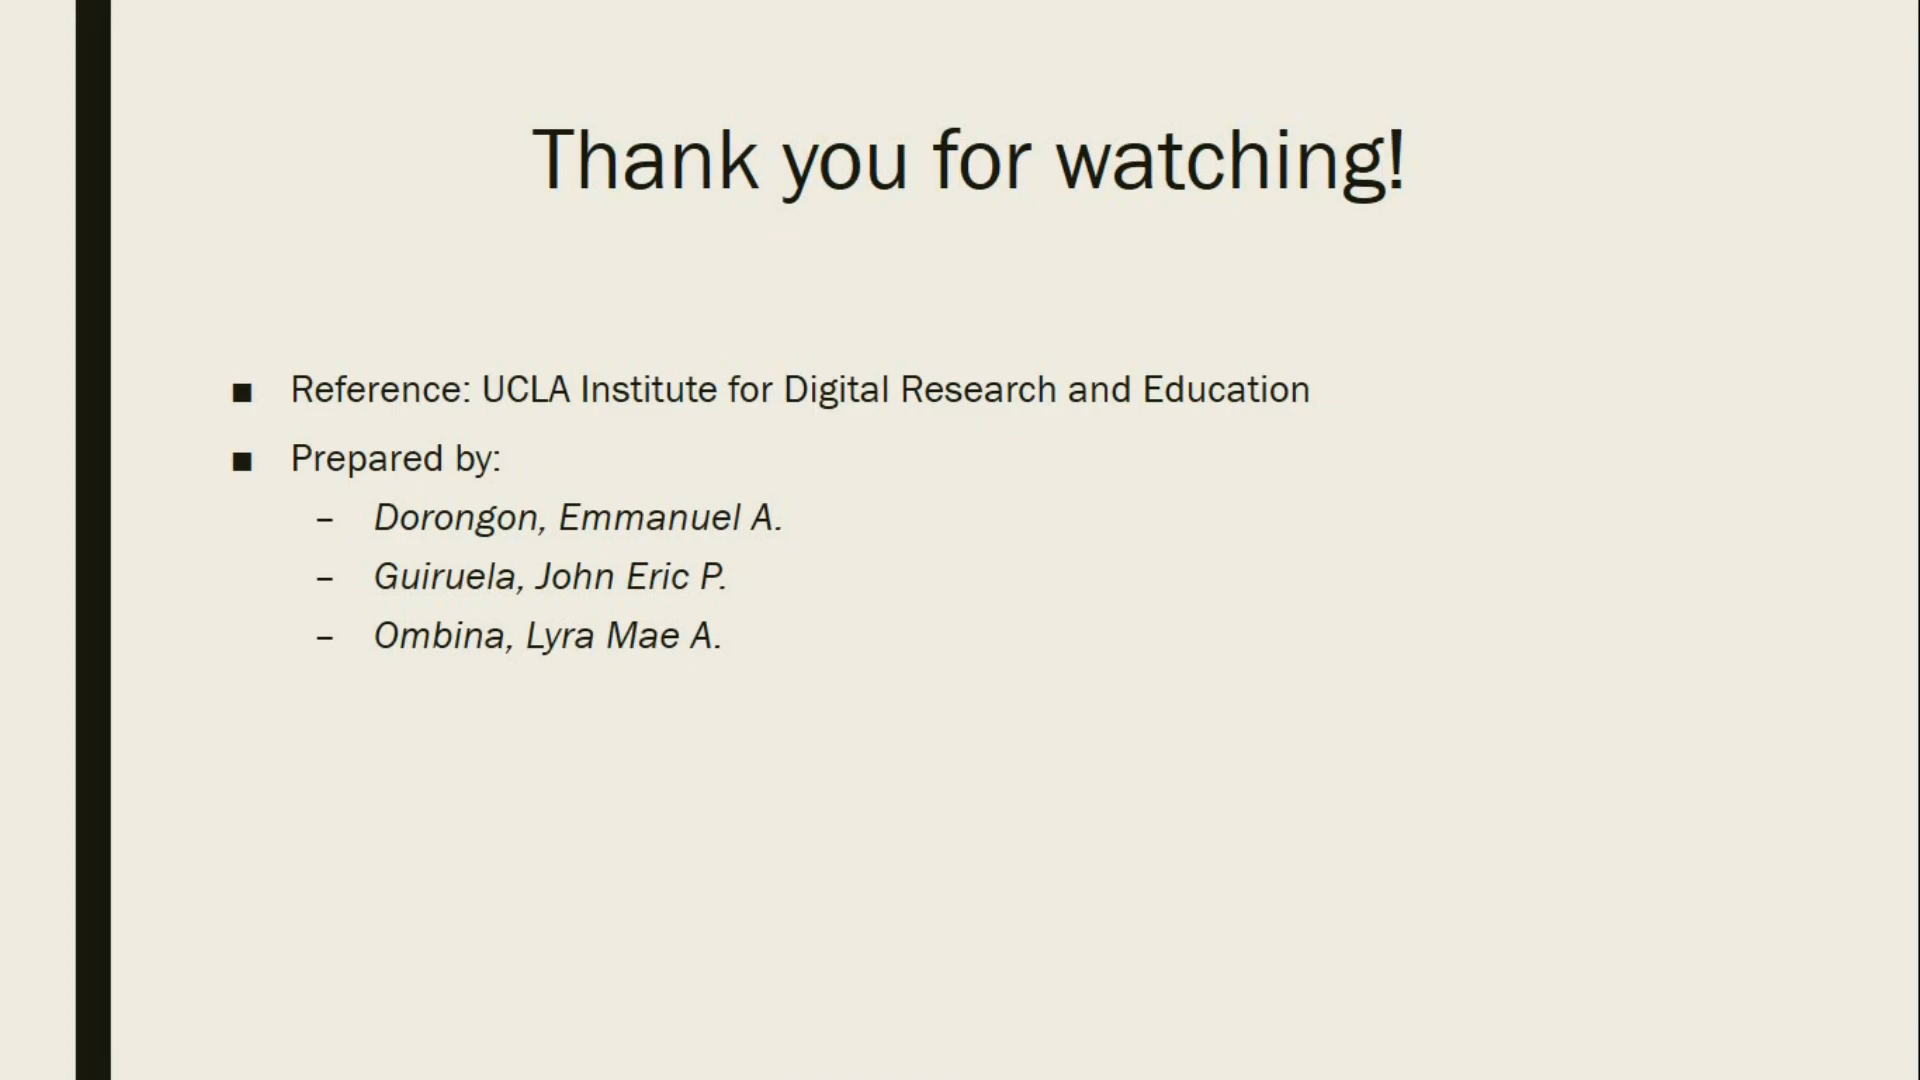 Thank you for watching!
■ Reference: UCLA Institute for Digital Research and Education
■ Prepared by:
– Dorongon, Emmanuel A.
– Guiruela, John Eric P.
– Ombina, Lyra Mae A.